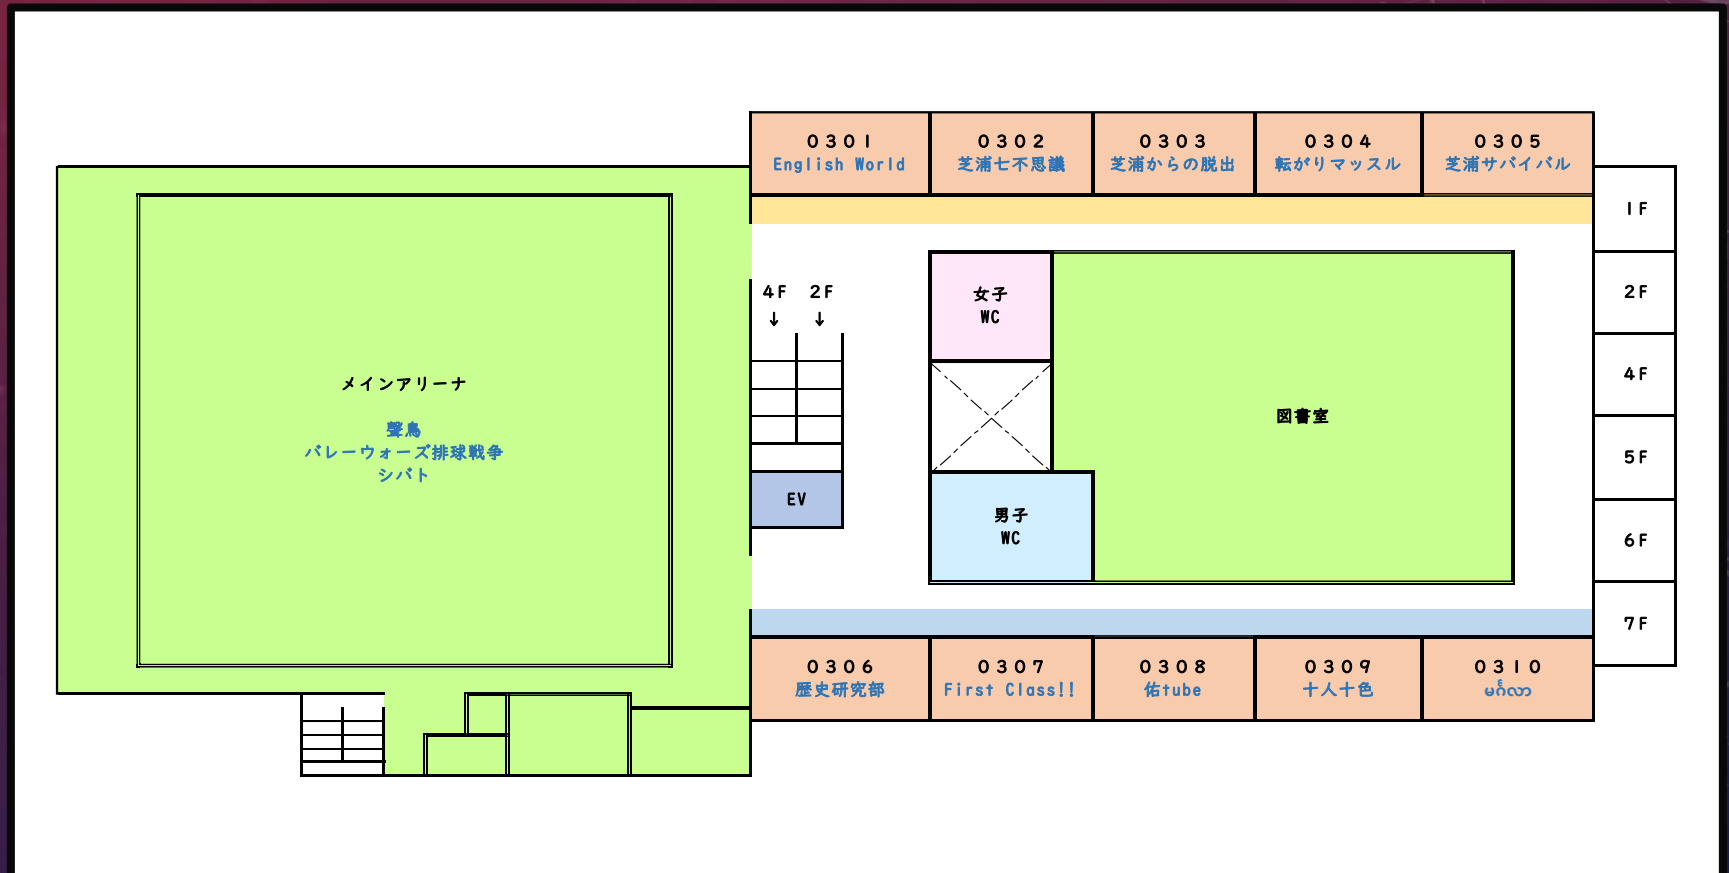 0301
English World
0302
芝浦七不思議
0303
芝浦からの脱出
0304
転がりマッスル
0305
芝浦サバイバル
1F
2F
4F
5F
6F
7F
4F 2F
↓ ↓
女子
WC
メインアリーナ
聲鳥
バレーウォーズ排球戦争
シバト
図書室
EV
男子
WC
0306
歴史研究部
0307
First Class!!
0308
佑tube
0309
十人十色
0310
မင်္ဂလာ